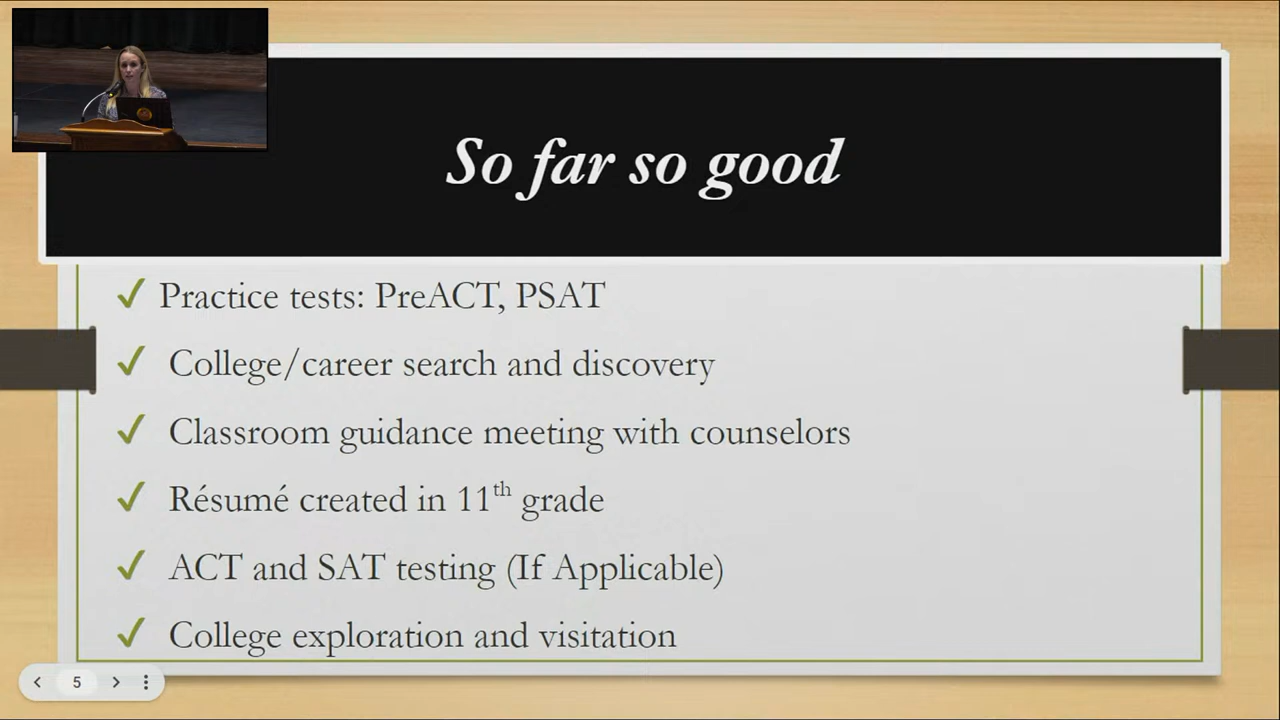 So far so good
✓ Practice tests: PreACT, PSAT
✓ College/career search and discovery
✓ Classroom guidance meeting with counselors
✓ Résumé created in 11th grade
✓ ACT and SAT testing (If Applicable)
✓ College exploration and visitation
5